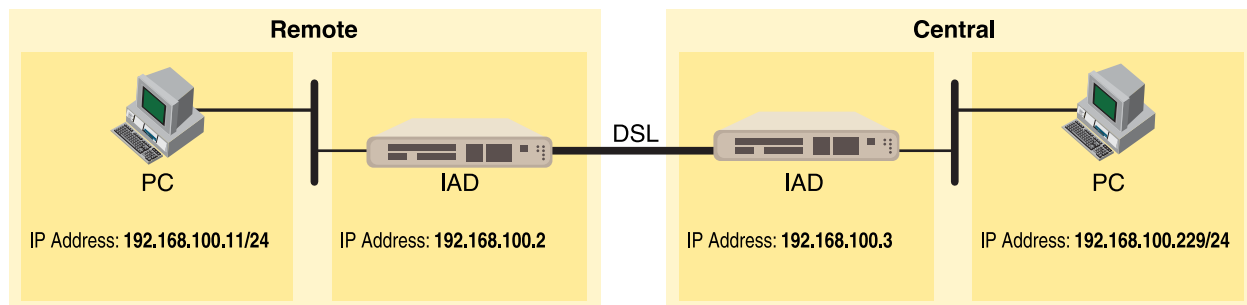 Remote
Central
DSL
PC
IAD
IAD
PC
IP Address: 192.168.100.11/24
IP Address: 192.168.100.2
IP Address: 192.168.100.3
IP Address: 192.168.100.229/24